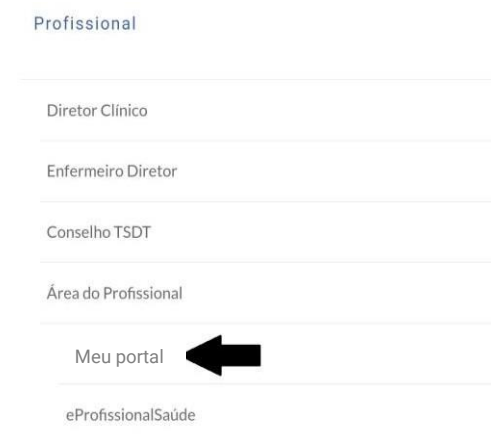 Profissional
Diretor Clínico
Enfermeiro Diretor
Conselho TSDT
Área do Profissional
Meu portal
eProfissionalSaúde